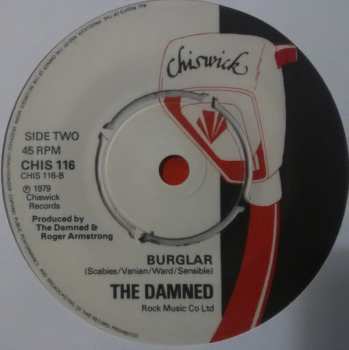 Chiswick
SIDE TWO
45 RPM
CHIS 116
CHIS 116-B
℗ 1979
Chiswick
Records
Produced by
The Damned &
Roger Armstrong
BURGLAR
(Scabies/Vanian/Ward/Sensible)
THE DAMNED
Rock Music Co Ltd